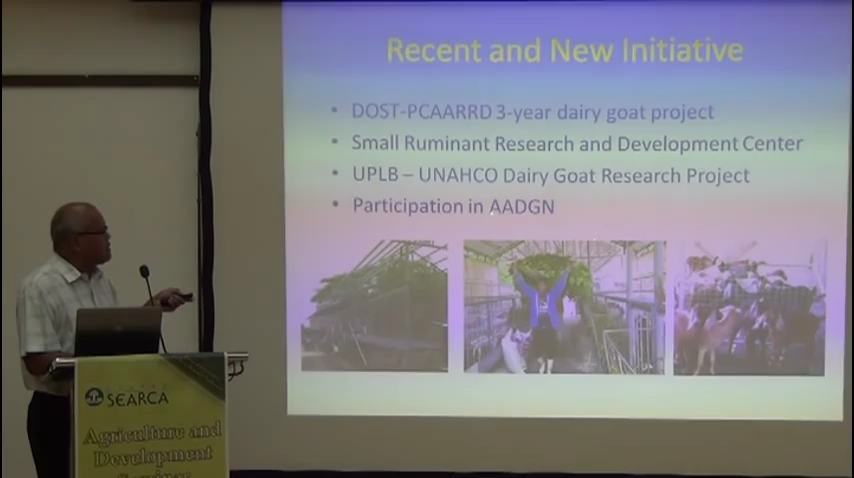 Recent and New Initiative
• DOST-PCAARRD 3-year dairy goat project
• Small Ruminant Research and Development Center
• UPLB – UNAHCO Dairy Goat Research Project
• Participation in AADGN
SEARCA
Agriculture and
Development
Seminar